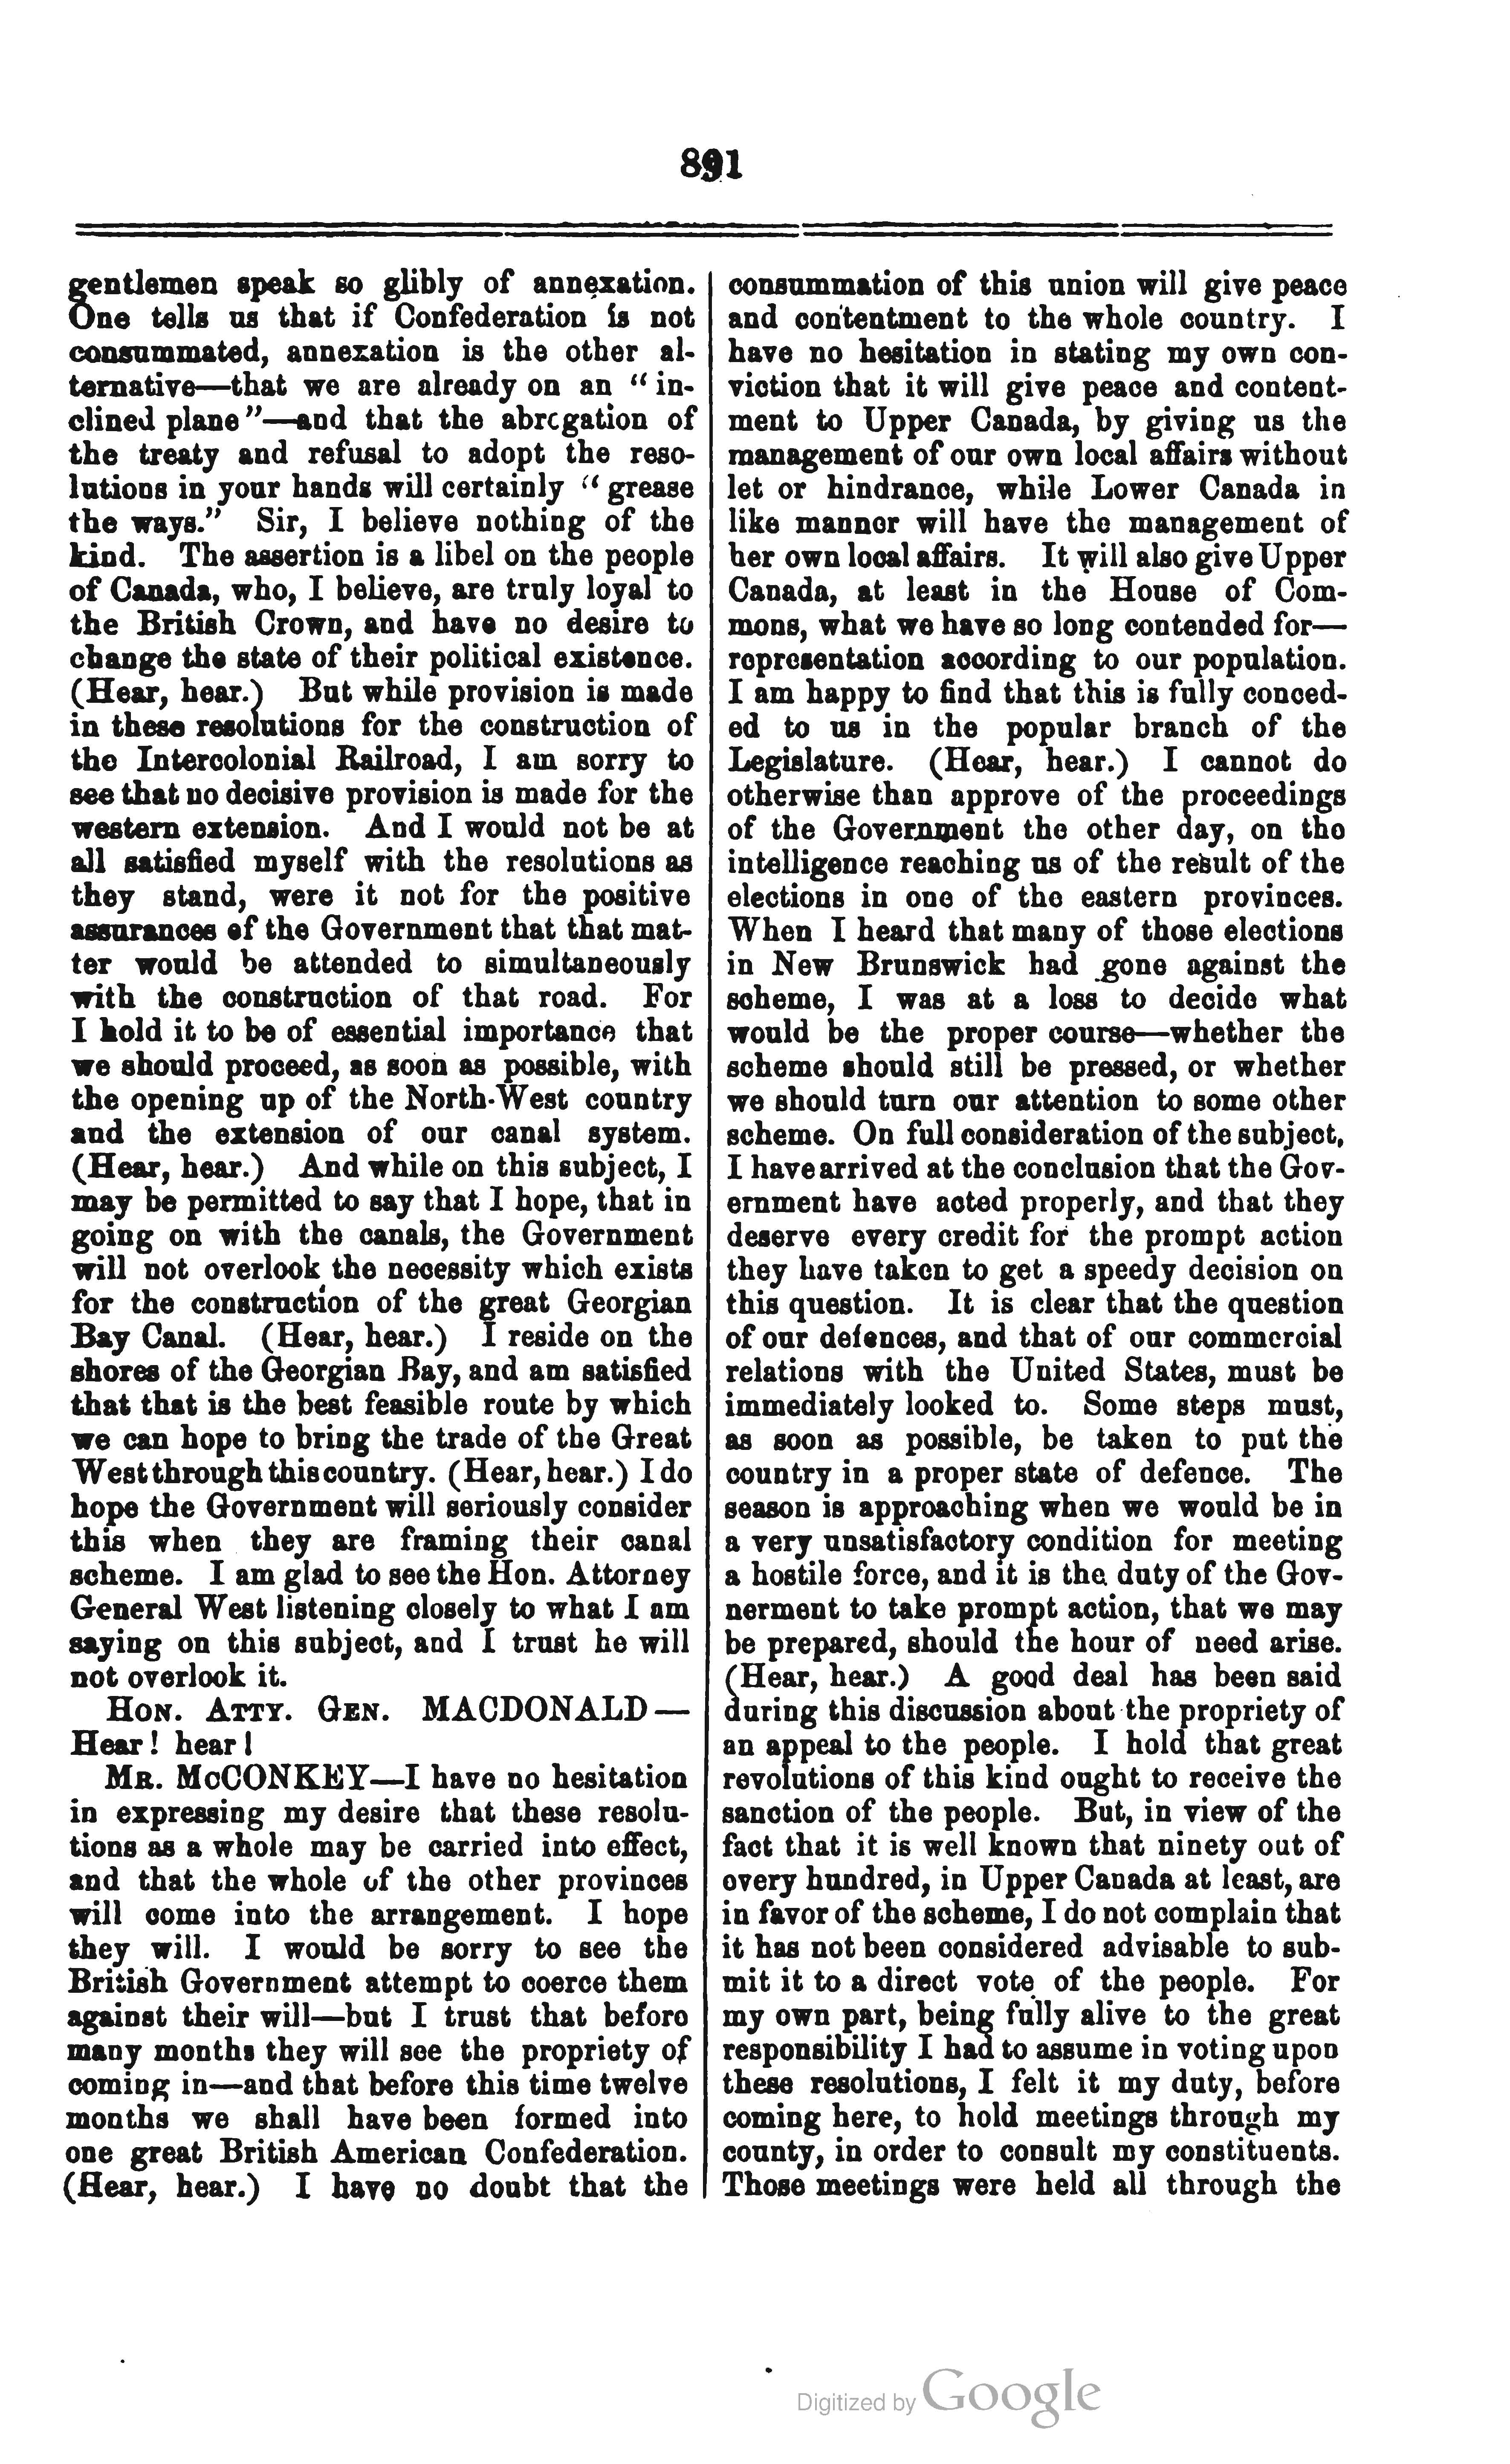 891
gentlemen speak so glibly of annexation.
One tells us that if Confederation is not
consummated, annexation is the other al-
ternative—that we are already on an "in-
clined plane"—and that the abrogation of
the treaty and refusal to adopt the reso-
lutions in your hands will certainly "grease
the ways." Sir, I believe nothing of the
kind. The assertion is a libel on the people
of Canada, who, I believe, are truly loyal to
the British Crown, and have no desire to
change the state of their political existence.
(Hear, hear.) But while provision is made
in these resolutions for the construction of
the Intercolonial Railroad, I am sorry to
see that no decisive provision is made for the
western extension. And I would not be at
all satisfied myself with the resolutions as
they stand, were it not for the positive
assurances of the Government that that mat-
ter would be attended to simultaneously
with the construction of that road. For
I hold it to be of essential importance that
we should proceed, as soon as possible, with
the opening up of the North-West country
and the extension of our canal system.
(Hear, hear.) And while on this subject, I
may be permitted to say that I hope, that in
going on with the canals, the Government
will not overlook the necessity which exists
for the construction of the great Georgian
Bay Canal. (Hear, hear.) I reside on the
shores of the Georgian Bay, and am satisfied
that that is the best feasible route by which
we can hope to bring the trade of the Great
West through this country. (Hear, hear.) I do
hope the Government will seriously consider
this when they are framing their canal
scheme. I am glad to see the Hon. Attorney
General West listening closely to what I am
saying on this subject, and I trust he will
not overlook it.
HON. ATTY. GEN. MACDONALD—
Hear! hear!
MR. McCONKEY—I have no hesitation
in expressing my desire that these resolu-
tions as a whole may be carried into effect,
and that the whole of the other provinces
will come into the arrangement. I hope
they will. I would be sorry to see the
British Government attempt to coerce them
against their will—but I trust that before
many months they will see the propriety of
coming in—and that before this time twelve
months we shall have been formed into
one great British American Confederation.
(Hear, hear.) I have no doubt that the
consummation of this union will give peace
and contentment to the whole country. I
have no hesitation in stating my own con-
viction that it will give peace and content-
ment to Upper Canada, by giving us the
management of our own local affairs without
let or hindrance, while Lower Canada in
like manner will have the management of
her own local affairs. It will also give Upper
Canada, at least in the House of Com-
mons, what we have so long contended for—
representation according to our population.
I am happy to find that this is fully conced-
ed to us in the popular branch of the
Legislature. (Hear, hear.) I cannot do
otherwise than approve of the proceedings
of the Government the other day, on the
intelligence reaching us of the result of the
elections in one of the eastern provinces.
When I heard that many of those elections
in New Brunswick had gone against the
scheme, I was at a loss to decide what
would be the proper course—whether the
scheme should still be pressed, or whether
we should turn our attention to some other
scheme. On full consideration of the subject,
I have arrived at the conclusion that the Gov-
ernment have acted properly, and that they
deserve every credit for the prompt action
they have taken to get a speedy decision on
this question. It is clear that the question
of our defences, and that of our commercial
relations with the United States, must be
immediately looked to. Some steps must,
as soon as possible, be taken to put the
country in a proper state of defence. The
season is approaching when we would be in
a very unsatisfactory condition for meeting
a hostile force, and it is the duty of the Gov-
nerment to take prompt action, that we may
be prepared, should the hour of need arise.
(Hear, hear.) A good deal has been said
during this discussion about the propriety of
an appeal to the people. I hold that great
revolutions of this kind ought to receive the
sanction of the people. But, in view of the
fact that it is well known that ninety out of
every hundred, in Upper Canada at least, are
in favor of the scheme, I do not complain that
it has not been considered advisable to sub-
mit it to a direct vote of the people. For
my own part, being fully alive to the great
responsibility I had to assume in voting upon
these resolutions, I felt it my duty, before
coming here, to hold meetings through my
county, in order to consult my constituents.
Those meetings were held all through the
Digitized by Google